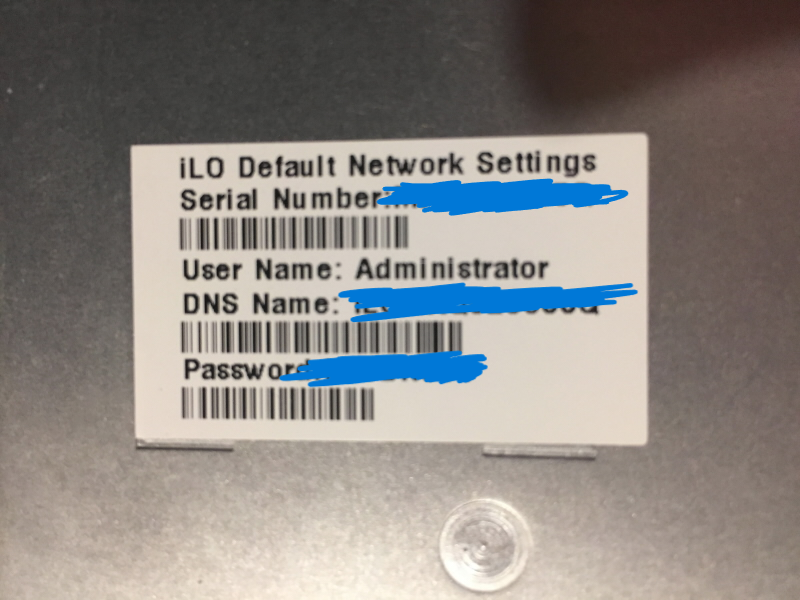 iLO Default Network Settings
Serial Number:
User Name: Administrator
DNS Name:
Password